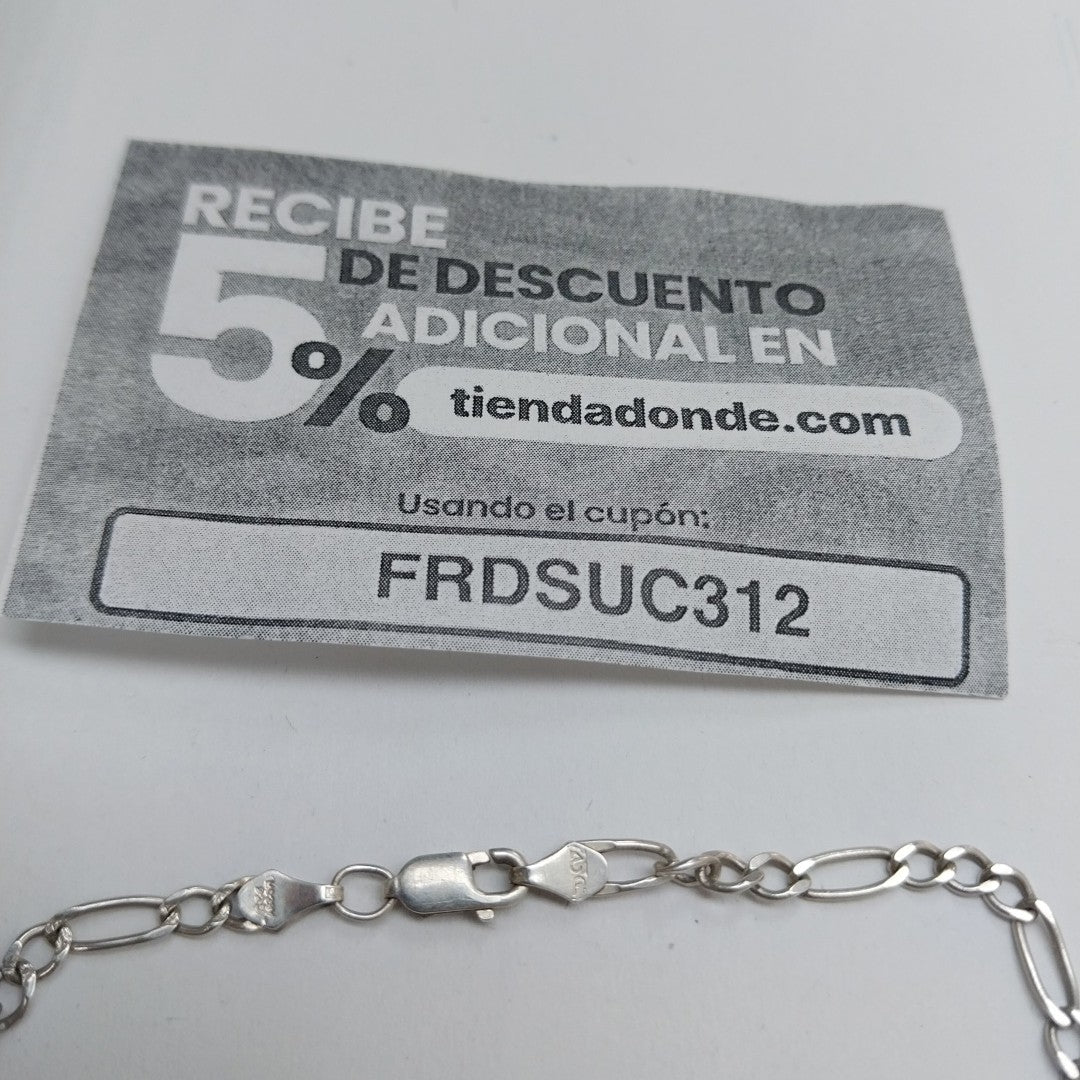 RECIBE
5% DE DESCUENTO
ADICIONAL EN
tiendadonde.com
Usando el cupón:
FRDSUC312